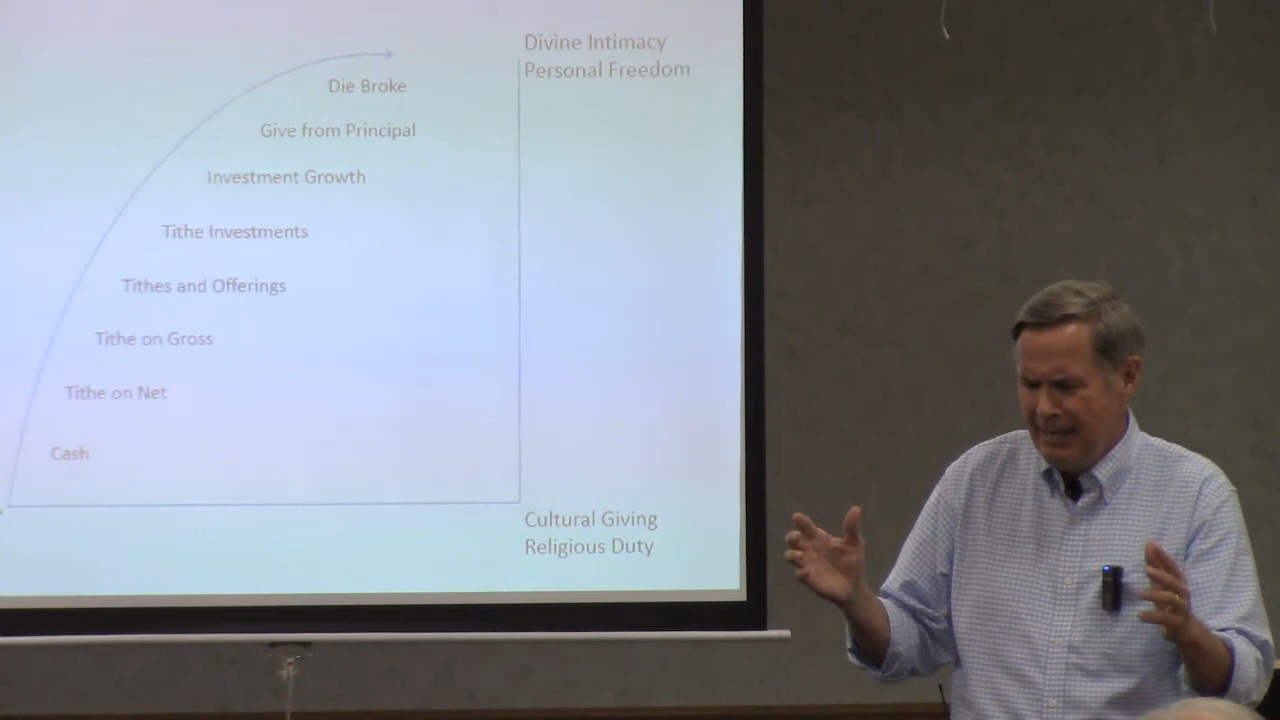 Divine Intimacy
Personal Freedom
Die Broke
Give from Principal
Investment Growth
Tithe Investments
Tithes and Offerings
Tithe on Gross
Tithe on Net
Cash
Cultural Giving
Religious Duty